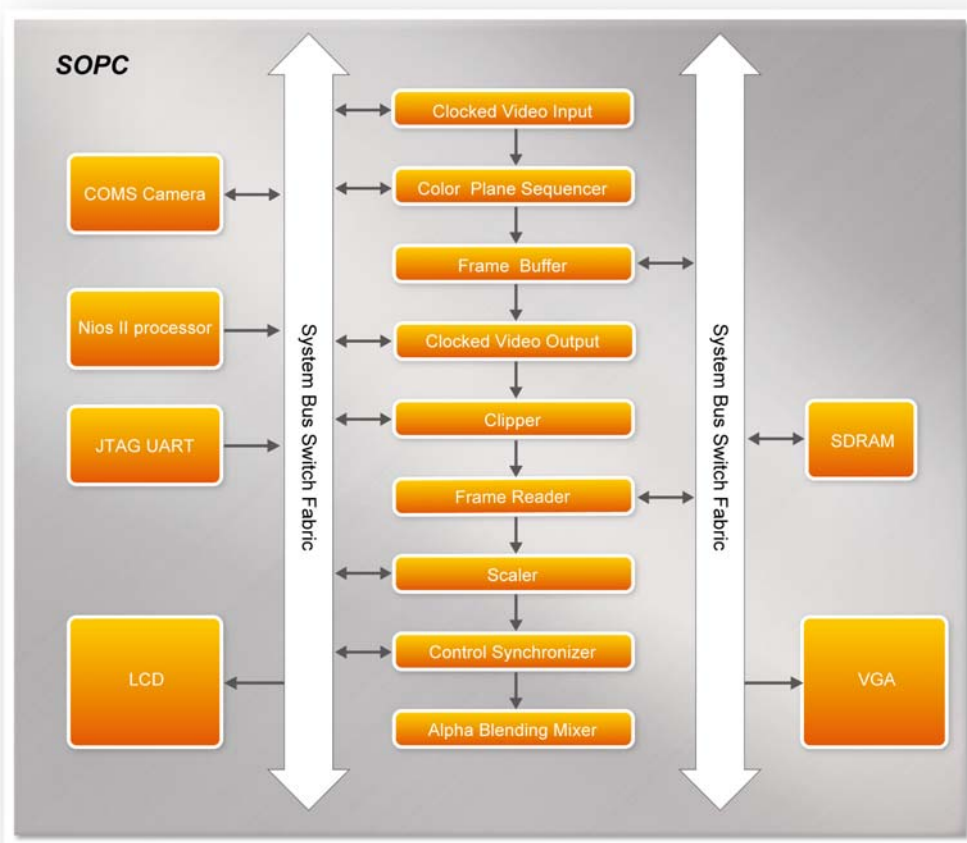 SOPC
Clocked Video Input
COMS Camera
Color Plane Sequencer
Frame Buffer
Nios II processor
Clocked Video Output
System Bus Switch Fabric
System Bus Switch Fabric
JTAG UART
Clipper
SDRAM
Frame Reader
Scaler
LCD
Control Synchronizer
VGA
Alpha Blending Mixer